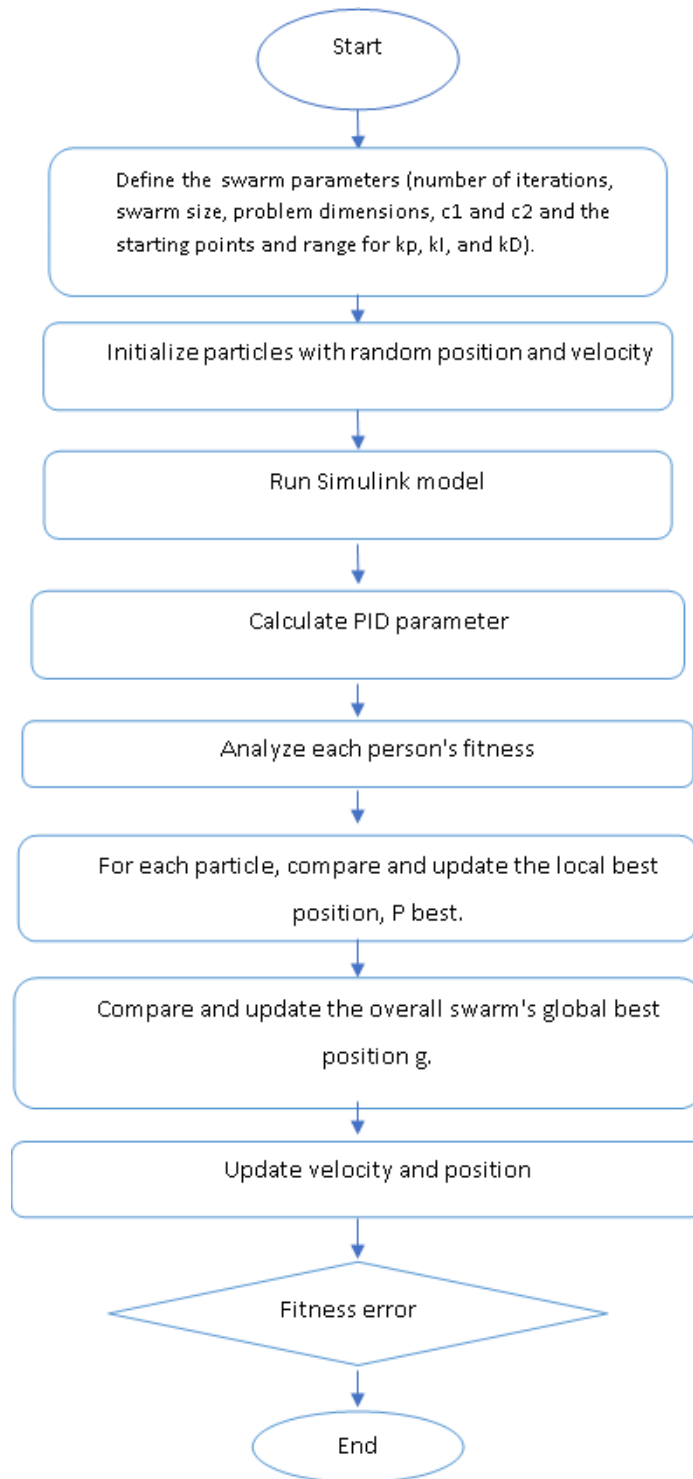 Start
Define the swarm parameters (number of iterations,
swarm size, problem dimensions, c1 and c2 and the
starting points and range for kp, kI, and kD).
Initialize particles with random position and velocity
Run Simulink model
Calculate PID parameter
Analyze each person's fitness
For each particle, compare and update the local best
position, P best.
Compare and update the overall swarm's global best
position g.
Update velocity and position
Fitness error
End